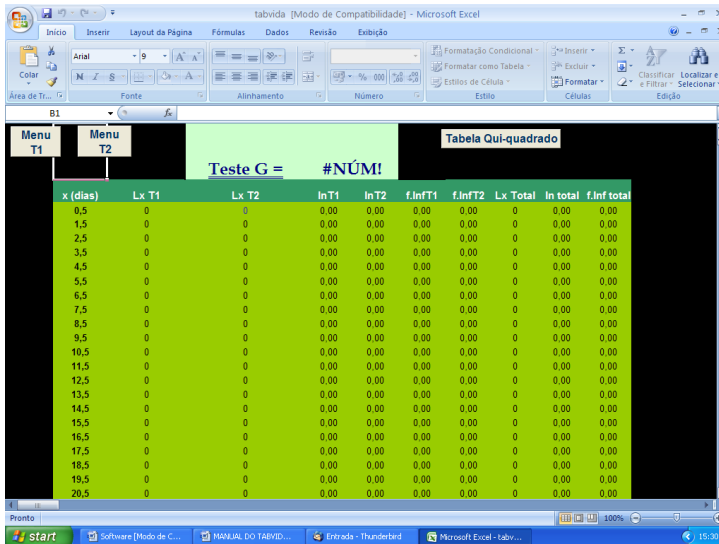 tabvida [Modo de Compatibilidade] - Microsoft Excel
Início Inserir Layout da Página Fórmulas Dados Revisão Exibição
Colar
Arial 9 A A
N I S A
% 000
Formatação Condicional
Formatar como Tabela
Estilos de Célula
Inserir
Excluir
Formatar
Σ
Classificar e Filtrar
Localizar e Selecionar
Área de Tr... Fonte Alinhamento Número Estilo Células Edição
B1 fx
Menu T1
Menu T2
Teste G = #NÚM!
Tabela Qui-quadrado
x (dias) Lx T1 Lx T2 lnT1 lnT2 f.lnfT1 f.lnfT2 Lx Total ln total f.lnf total
0,5 0 0 0,00 0,00 0,00 0,00 0 0,00 0,00
1,5 0 0 0,00 0,00 0,00 0,00 0 0,00 0,00
2,5 0 0 0,00 0,00 0,00 0,00 0 0,00 0,00
3,5 0 0 0,00 0,00 0,00 0,00 0 0,00 0,00
4,5 0 0 0,00 0,00 0,00 0,00 0 0,00 0,00
5,5 0 0 0,00 0,00 0,00 0,00 0 0,00 0,00
6,5 0 0 0,00 0,00 0,00 0,00 0 0,00 0,00
7,5 0 0 0,00 0,00 0,00 0,00 0 0,00 0,00
8,5 0 0 0,00 0,00 0,00 0,00 0 0,00 0,00
9,5 0 0 0,00 0,00 0,00 0,00 0 0,00 0,00
10,5 0 0 0,00 0,00 0,00 0,00 0 0,00 0,00
11,5 0 0 0,00 0,00 0,00 0,00 0 0,00 0,00
12,5 0 0 0,00 0,00 0,00 0,00 0 0,00 0,00
13,5 0 0 0,00 0,00 0,00 0,00 0 0,00 0,00
14,5 0 0 0,00 0,00 0,00 0,00 0 0,00 0,00
15,5 0 0 0,00 0,00 0,00 0,00 0 0,00 0,00
16,5 0 0 0,00 0,00 0,00 0,00 0 0,00 0,00
17,5 0 0 0,00 0,00 0,00 0,00 0 0,00 0,00
18,5 0 0 0,00 0,00 0,00 0,00 0 0,00 0,00
19,5 0 0 0,00 0,00 0,00 0,00 0 0,00 0,00
20,5 0 0 0,00 0,00 0,00 0,00 0 0,00 0,00
Pronto 100%
start Software [Modo de C... MANUAL DO TABVID... Entrada - Thunderbird Microsoft Excel - tabv... 15:30